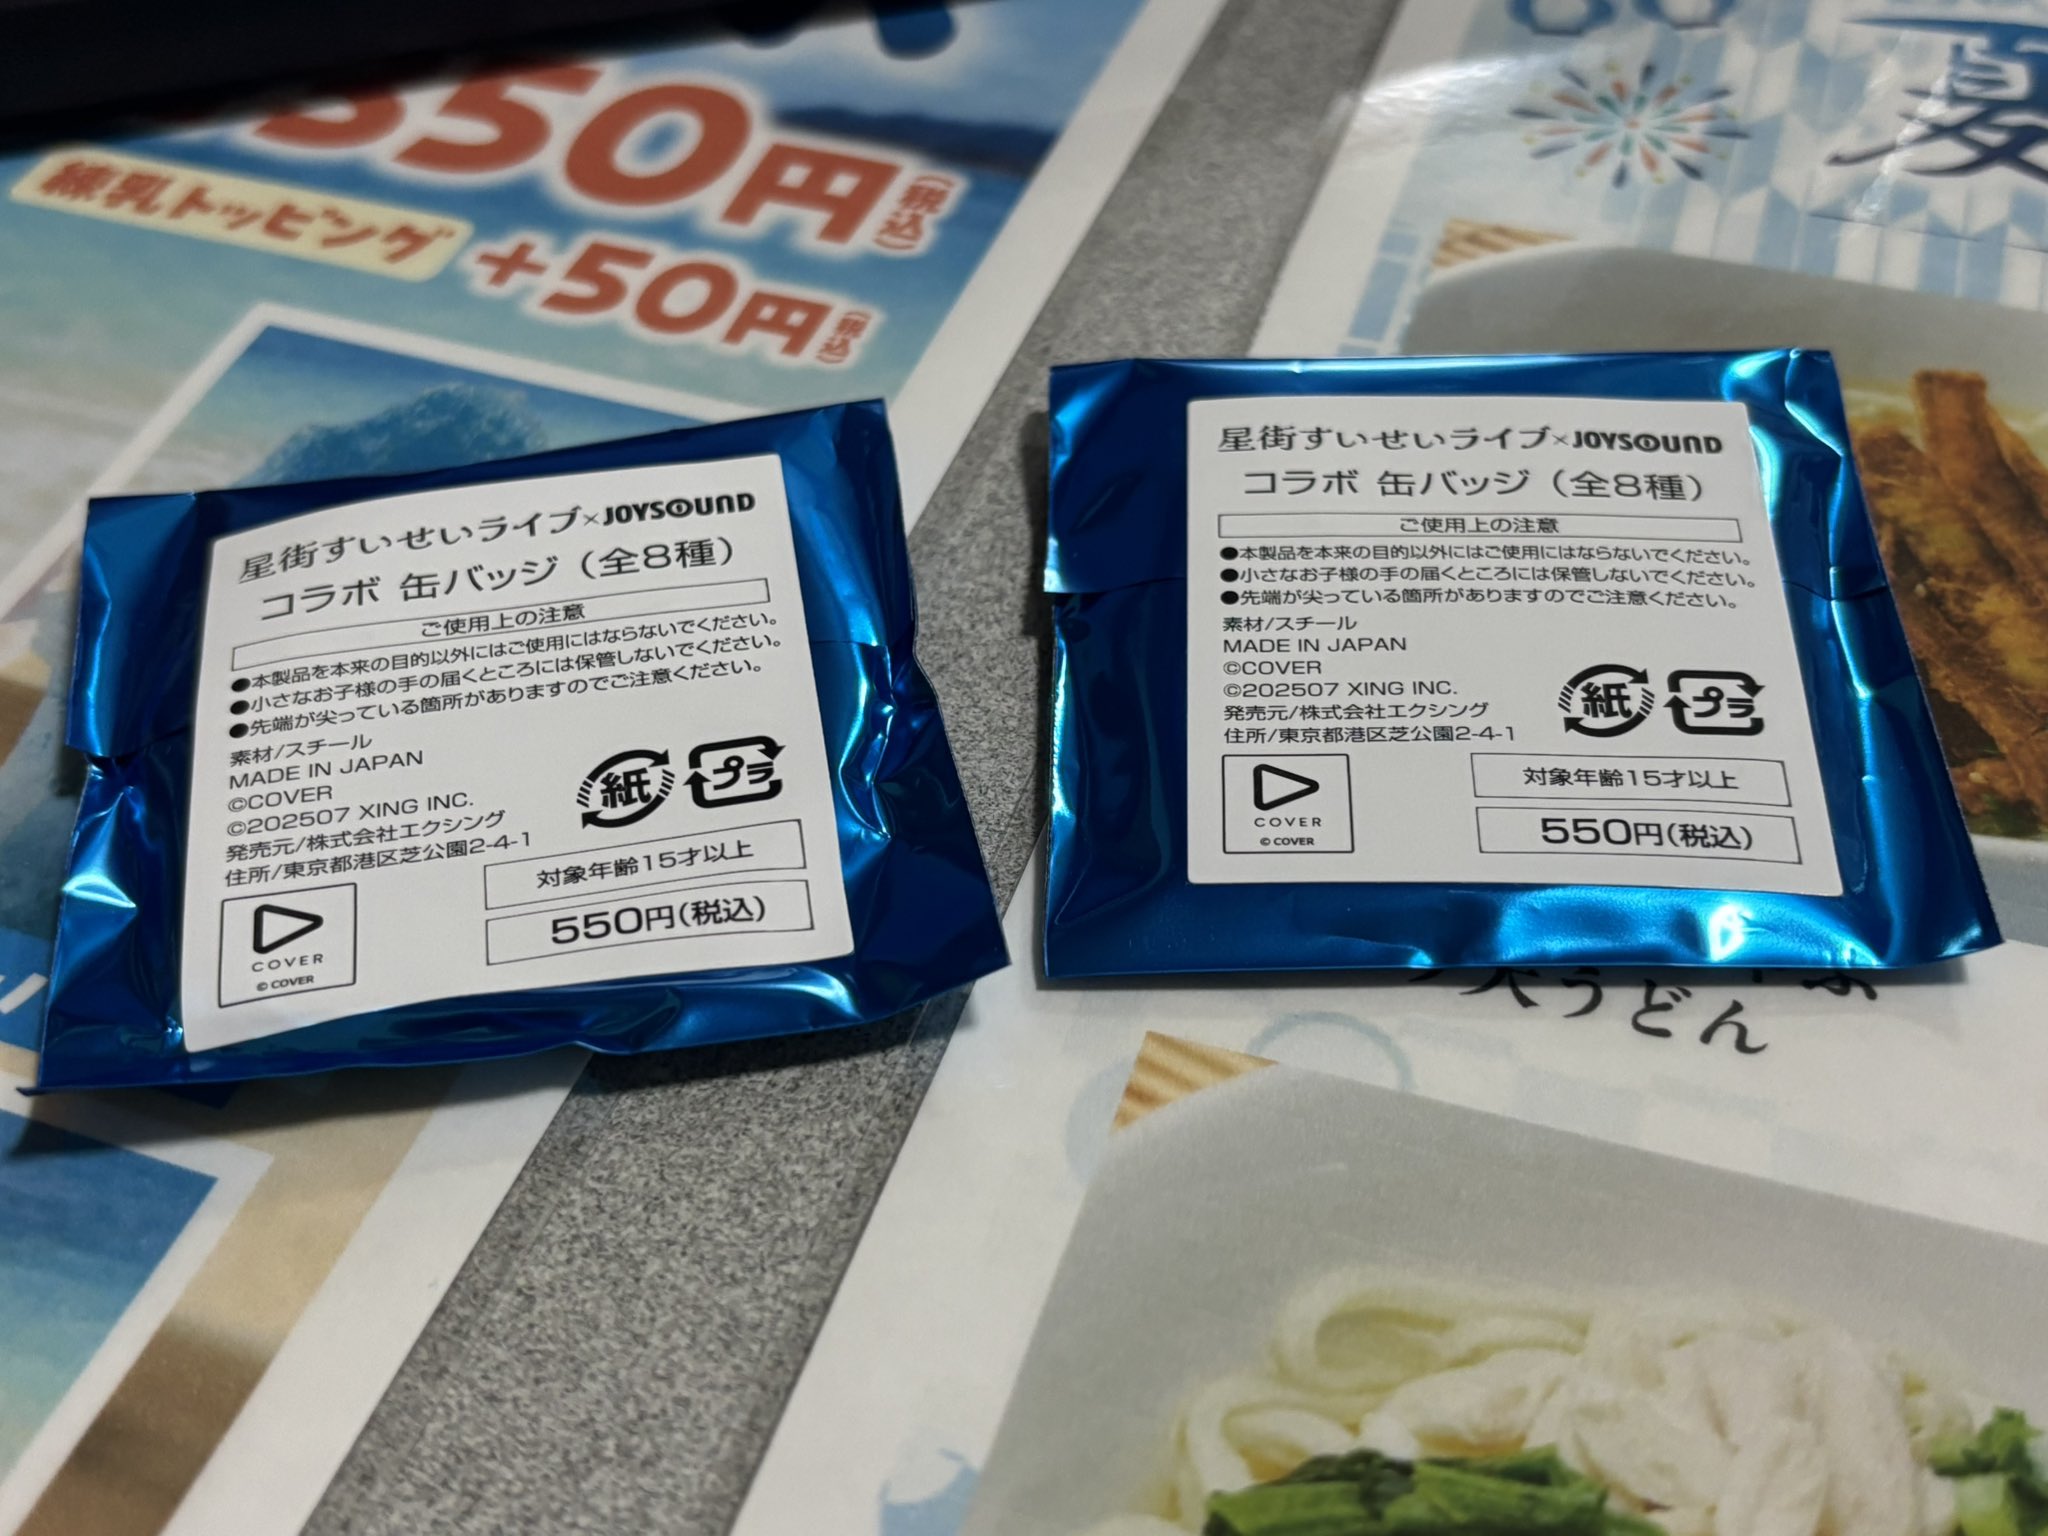 350円(税込)
練乳トッピング
+50円(税込)
夏
星街すいせいライブ×JOYSOUND
コラボ 缶バッジ(全8種)
ご使用上の注意
●本製品を本来の目的以外にはご使用にはならないでください。
●小さなお子様の手の届くところには保管しないでください。
●先端が尖っている箇所がありますのでご注意ください。
素材/スチール
MADE IN JAPAN
©COVER
©202507 XING INC.
発売元/株式会社エクシング
住所/東京都港区芝公園2-4-1
紙
プラ
COVER
© COVER
対象年齢15才以上
550円(税込)
星街すいせいライブ×JOYSOUND
コラボ 缶バッジ(全8種)
ご使用上の注意
●本製品を本来の目的以外にはご使用にはならないでください。
●小さなお子様の手の届くところには保管しないでください。
●先端が尖っている箇所がありますのでご注意ください。
素材/スチール
MADE IN JAPAN
©COVER
©202507 XING INC.
発売元/株式会社エクシング
住所/東京都港区芝公園2-4-1
紙
プラ
COVER
© COVER
対象年齢15才以上
550円(税込)
天うどん